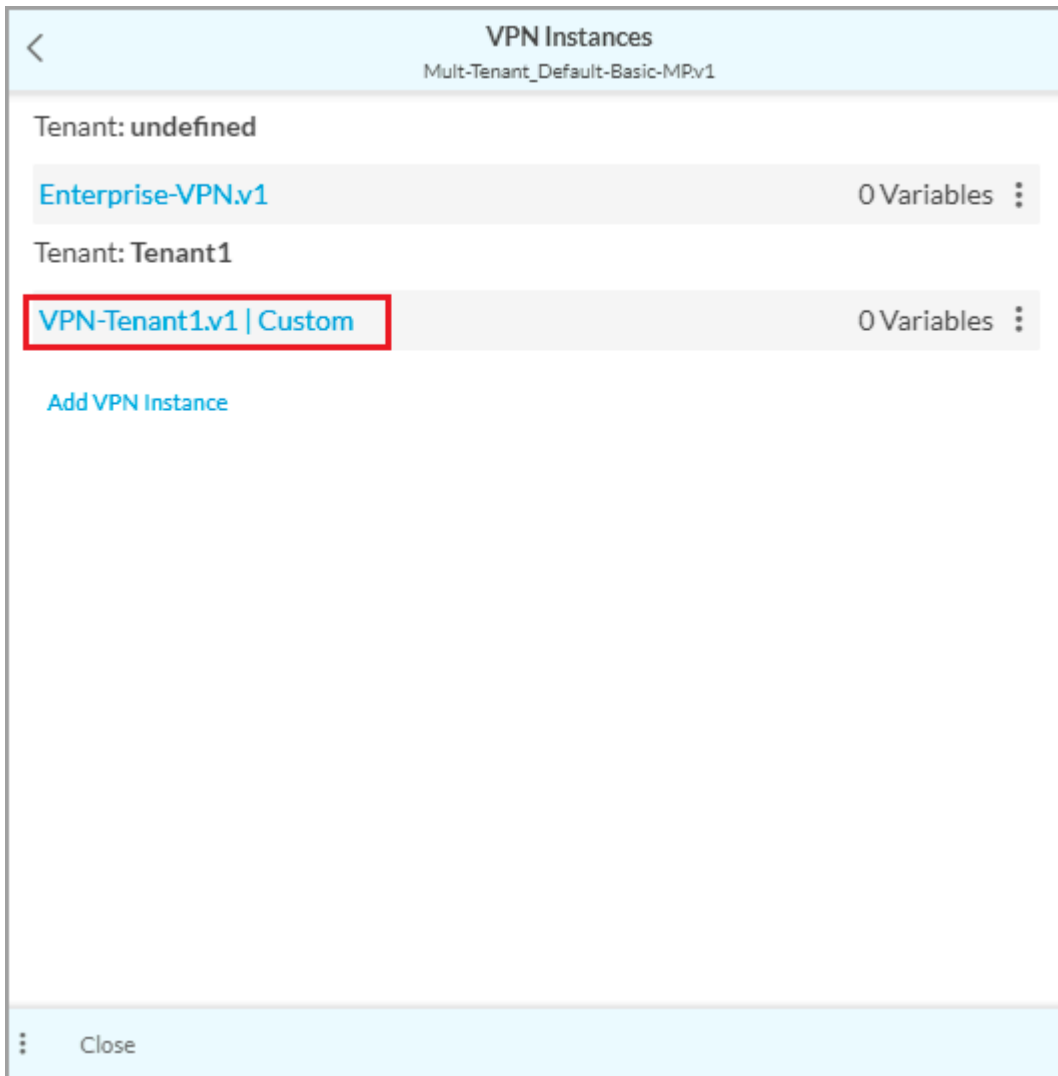 VPN Instances
Mult-Tenant_Default-Basic-MP.v1
Tenant: undefined
Enterprise-VPN.v1 0 Variables
Tenant: Tenant1
VPN-Tenant1.v1 | Custom 0 Variables
Add VPN Instance
Close